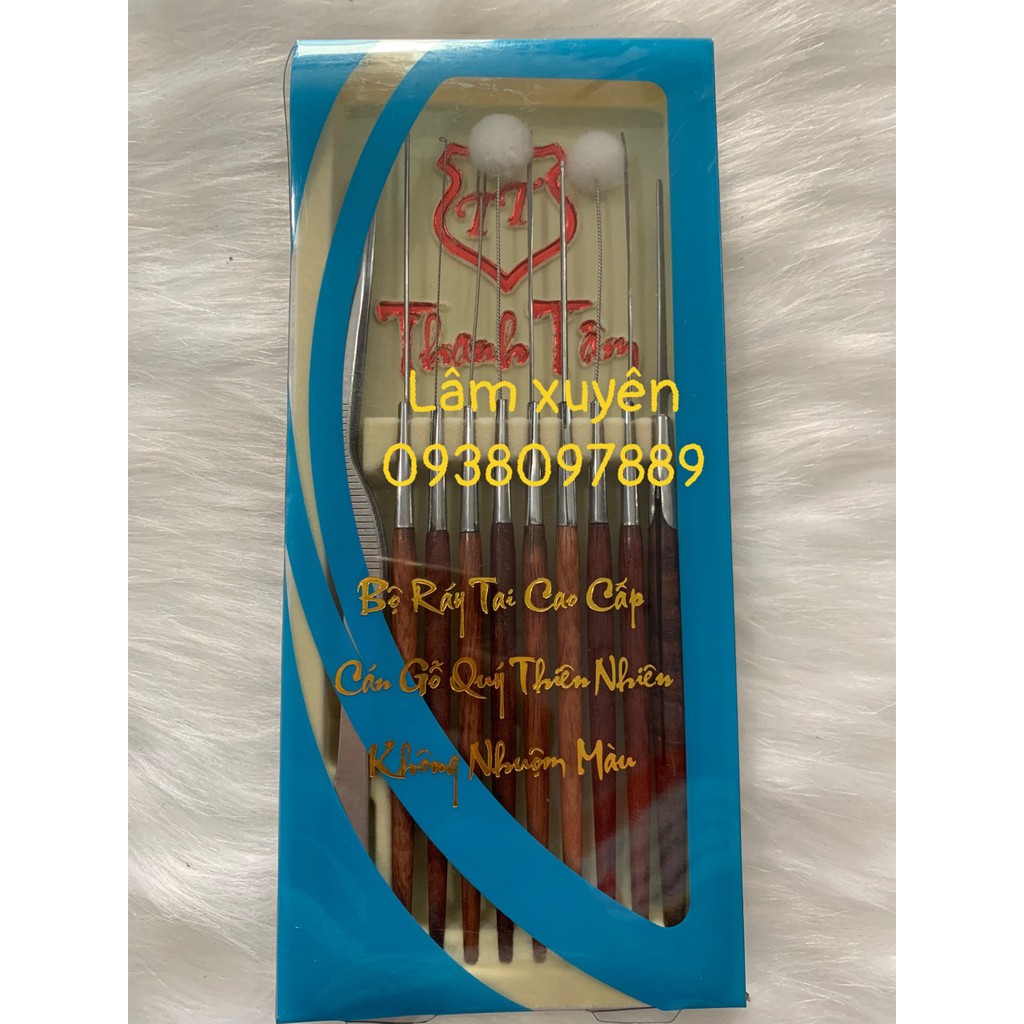 TT
Thanh Tâm
Lâm xuyên
0938097889
Bộ Ráy Tai Cao Cấp
Cán Gỗ Quý Thiên Nhiên
Không Nhuộm Màu